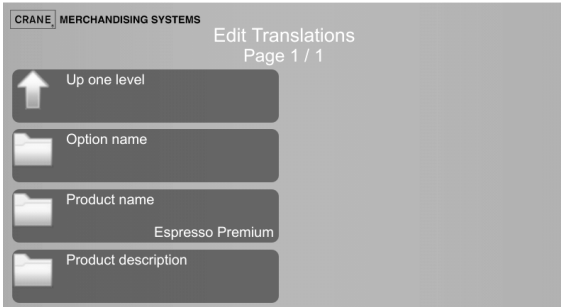 CRANE® MERCHANDISING SYSTEMS
Edit Translations
Page 1 / 1
Up one level
Option name
Product name
Espresso Premium
Product description